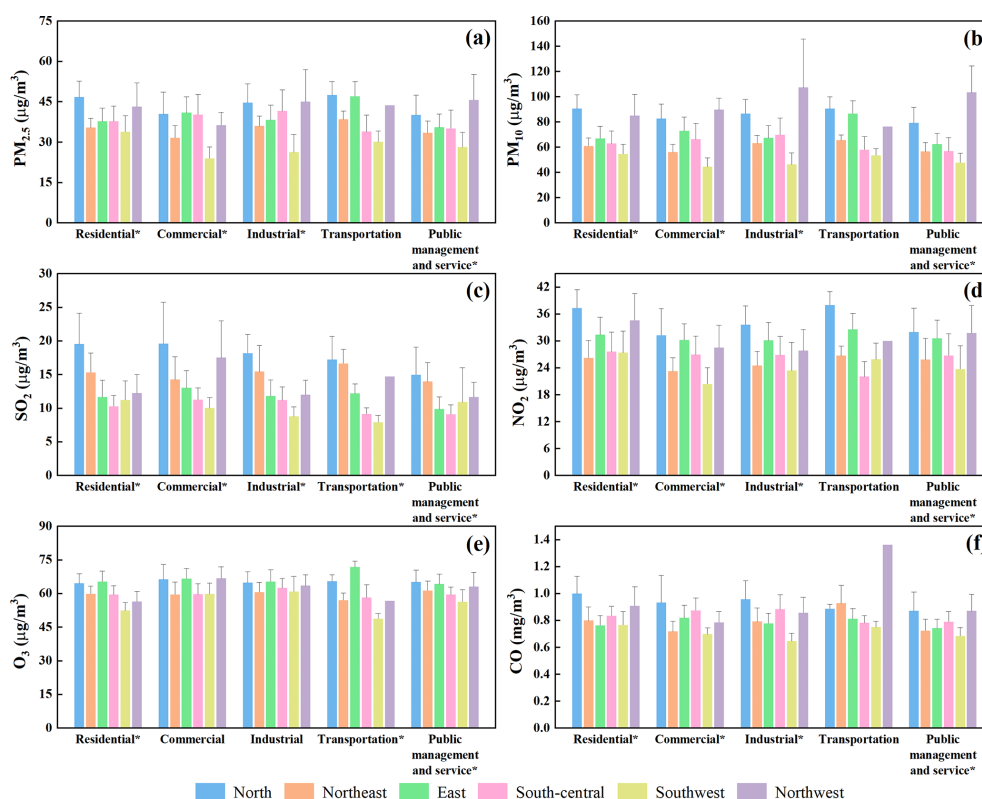 (a)
PM2.5 (μg/m3)
75
60
45
30
15
0
Residential*
Commercial*
Industrial*
Transportation
Public
management
and service*
(b)
PM10 (μg/m3)
160
140
120
100
80
60
40
20
0
Residential*
Commercial*
Industrial*
Transportation
Public
management
and service*
(c)
SO2 (μg/m3)
30
25
20
15
10
5
0
Residential*
Commercial*
Industrial*
Transportation*
Public
management
and service*
(d)
NO2 (μg/m3)
42
36
30
24
18
12
6
0
Residential*
Commercial*
Industrial*
Transportation
Public
management
and service*
(e)
O3 (μg/m3)
90
75
60
45
30
15
0
Residential*
Commercial
Industrial
Transportation*
Public
management
and service*
(f)
CO (mg/m3)
1.4
1.2
1.0
0.8
0.6
0.4
0.2
0.0
Residential*
Commercial*
Industrial*
Transportation
Public
management
and service*
North Northeast East South-central Southwest Northwest